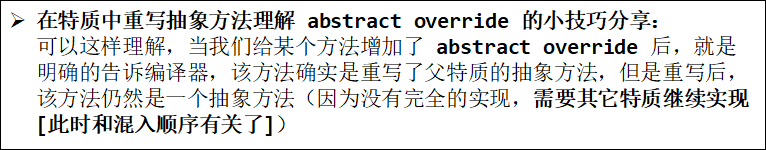 ➢ 在特质中重写抽象方法理解 abstract override 的小技巧分享：
可以这样理解，当我们给某个方法增加了 abstract override 后，就是
明确的告诉编译器，该方法确实是重写了父特质的抽象方法，但是重写后，
该方法仍然是一个抽象方法（因为没有完全的实现，需要其它特质继续实现
[此时和混入顺序有关了]）